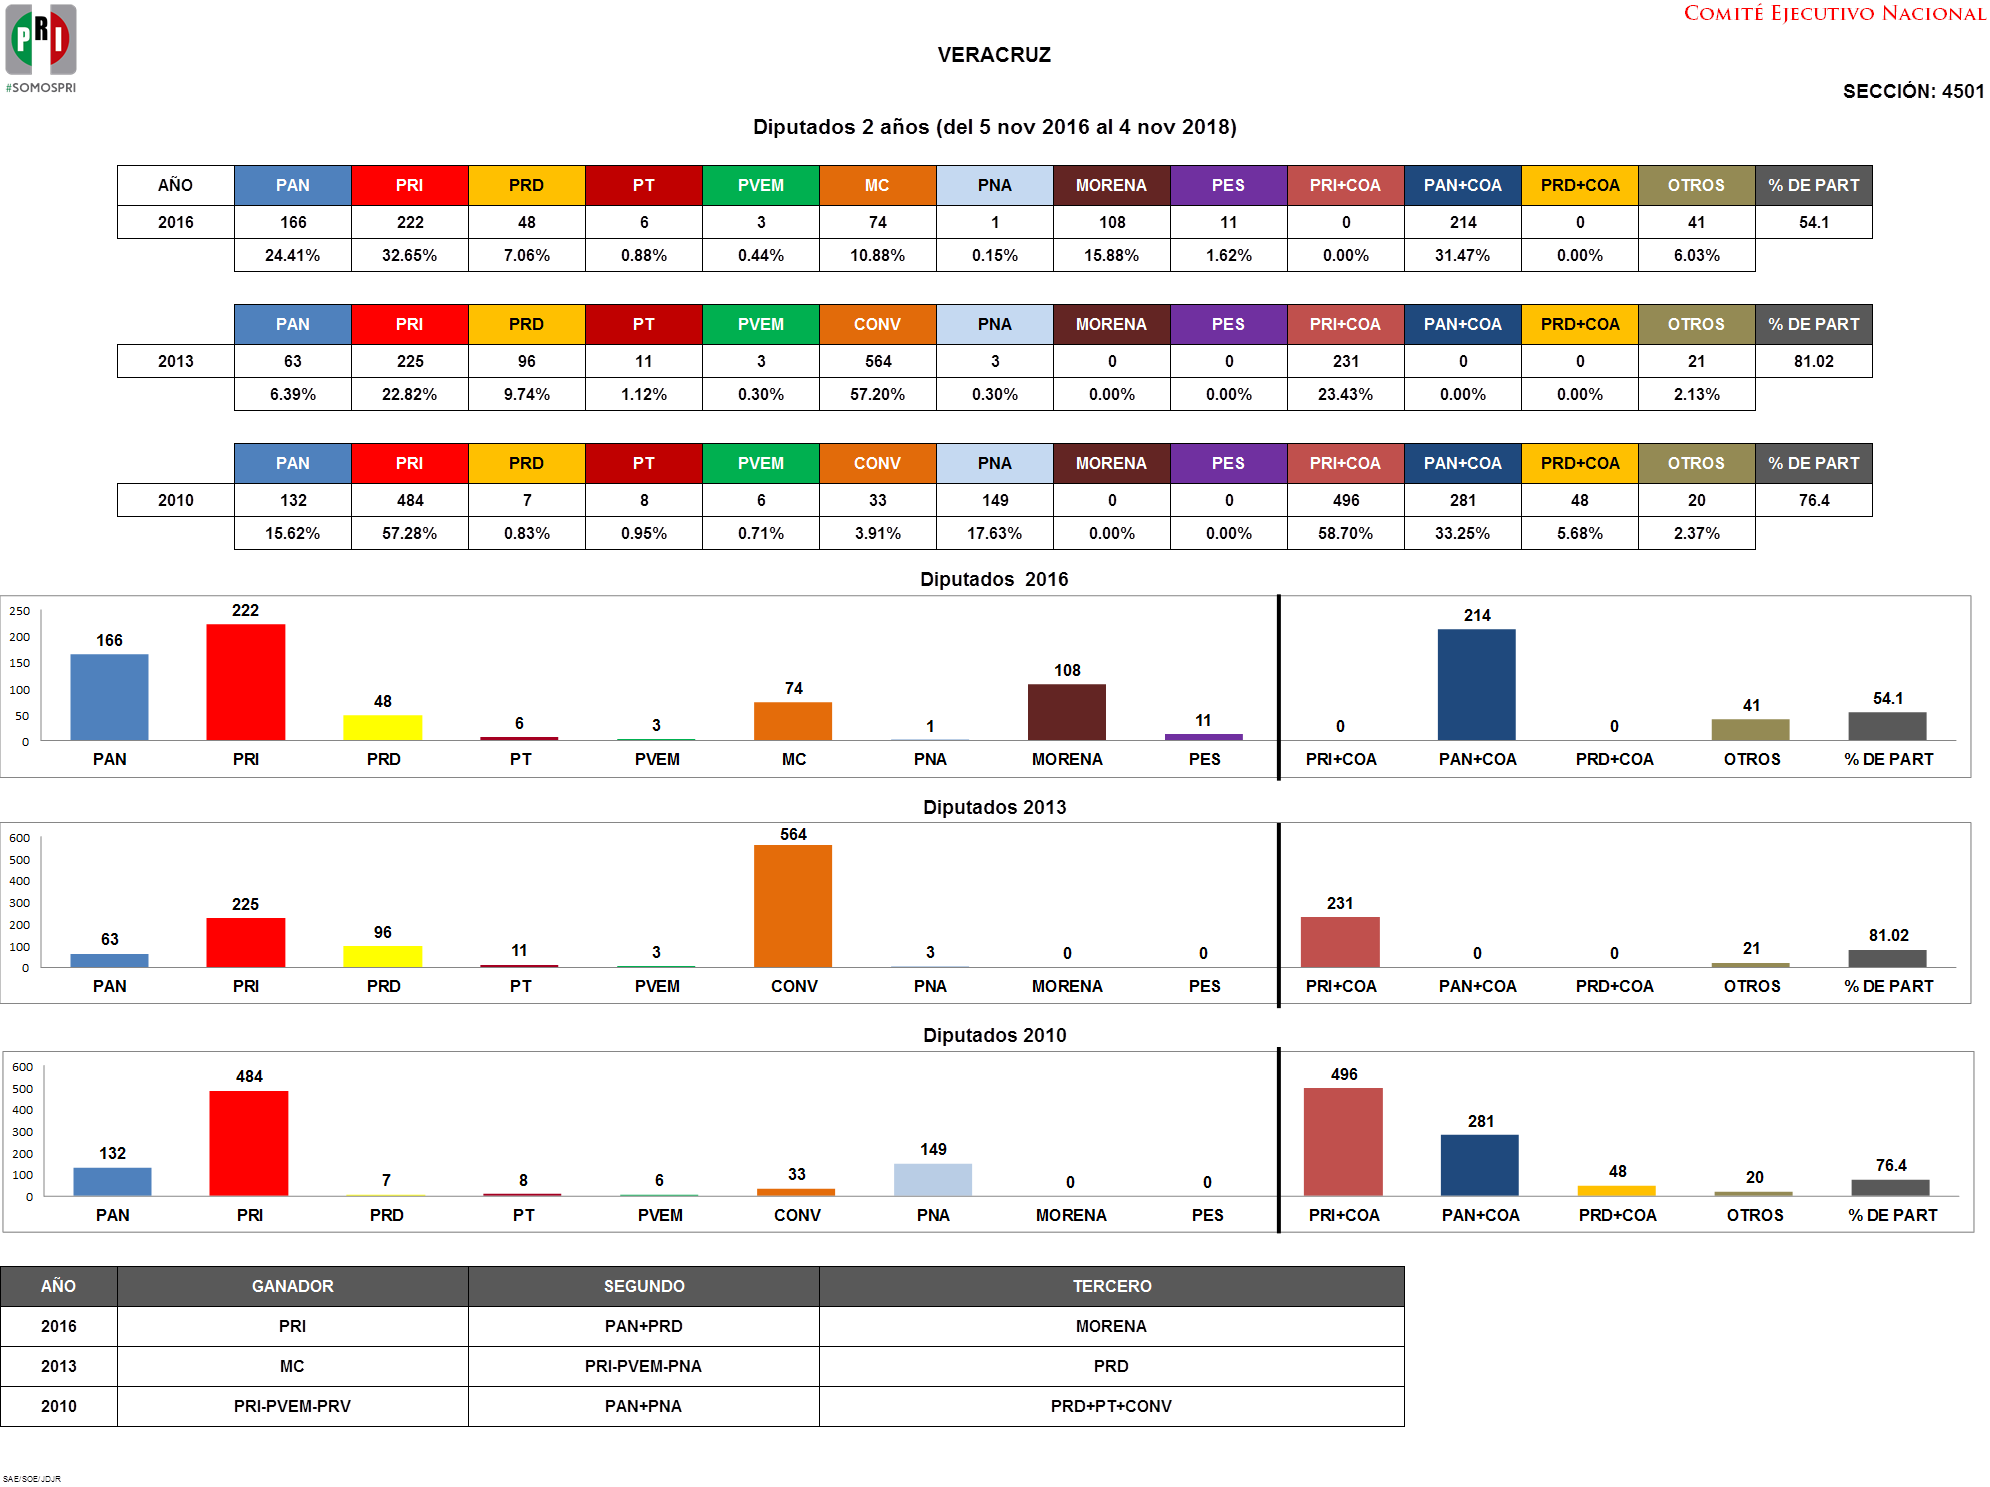 PRI
#SOMOSPRI
COMITÉ EJECUTIVO NACIONAL
VERACRUZ
SECCIÓN: 4501
Diputados 2 años (del 5 nov 2016 al 4 nov 2018)
AÑO PAN PRI PRD PT PVEM MC PNA MORENA PES PRI+COA PAN+COA PRD+COA OTROS % DE PART
2016 166 222 48 6 3 74 1 108 11 0 214 0 41 54.1
24.41% 32.65% 7.06% 0.88% 0.44% 10.88% 0.15% 15.88% 1.62% 0.00% 31.47% 0.00% 6.03%
PAN PRI PRD PT PVEM CONV PNA MORENA PES PRI+COA PAN+COA PRD+COA OTROS % DE PART
2013 63 225 96 11 3 564 3 0 0 231 0 0 21 81.02
6.39% 22.82% 9.74% 1.12% 0.30% 57.20% 0.30% 0.00% 0.00% 23.43% 0.00% 0.00% 2.13%
PAN PRI PRD PT PVEM CONV PNA MORENA PES PRI+COA PAN+COA PRD+COA OTROS % DE PART
2010 132 484 7 8 6 33 149 0 0 496 281 48 20 76.4
15.62% 57.28% 0.83% 0.95% 0.71% 3.91% 17.63% 0.00% 0.00% 58.70% 33.25% 5.68% 2.37%
Diputados 2016
250
200
150
100
50
0
166 222 48 6 3 74 1 108 11 0 214 0 41 54.1
PAN PRI PRD PT PVEM MC PNA MORENA PES PRI+COA PAN+COA PRD+COA OTROS % DE PART
Diputados 2013
600
500
400
300
200
100
0
63 225 96 11 3 564 3 0 0 231 0 0 21 81.02
PAN PRI PRD PT PVEM CONV PNA MORENA PES PRI+COA PAN+COA PRD+COA OTROS % DE PART
Diputados 2010
600
500
400
300
200
100
0
132 484 7 8 6 33 149 0 0 496 281 48 20 76.4
PAN PRI PRD PT PVEM CONV PNA MORENA PES PRI+COA PAN+COA PRD+COA OTROS % DE PART
AÑO GANADOR SEGUNDO TERCERO
2016 PRI PAN+PRD MORENA
2013 MC PRI-PVEM-PNA PRD
2010 PRI-PVEM-PRV PAN+PNA PRD+PT+CONV
SAE/SOE/JDJR